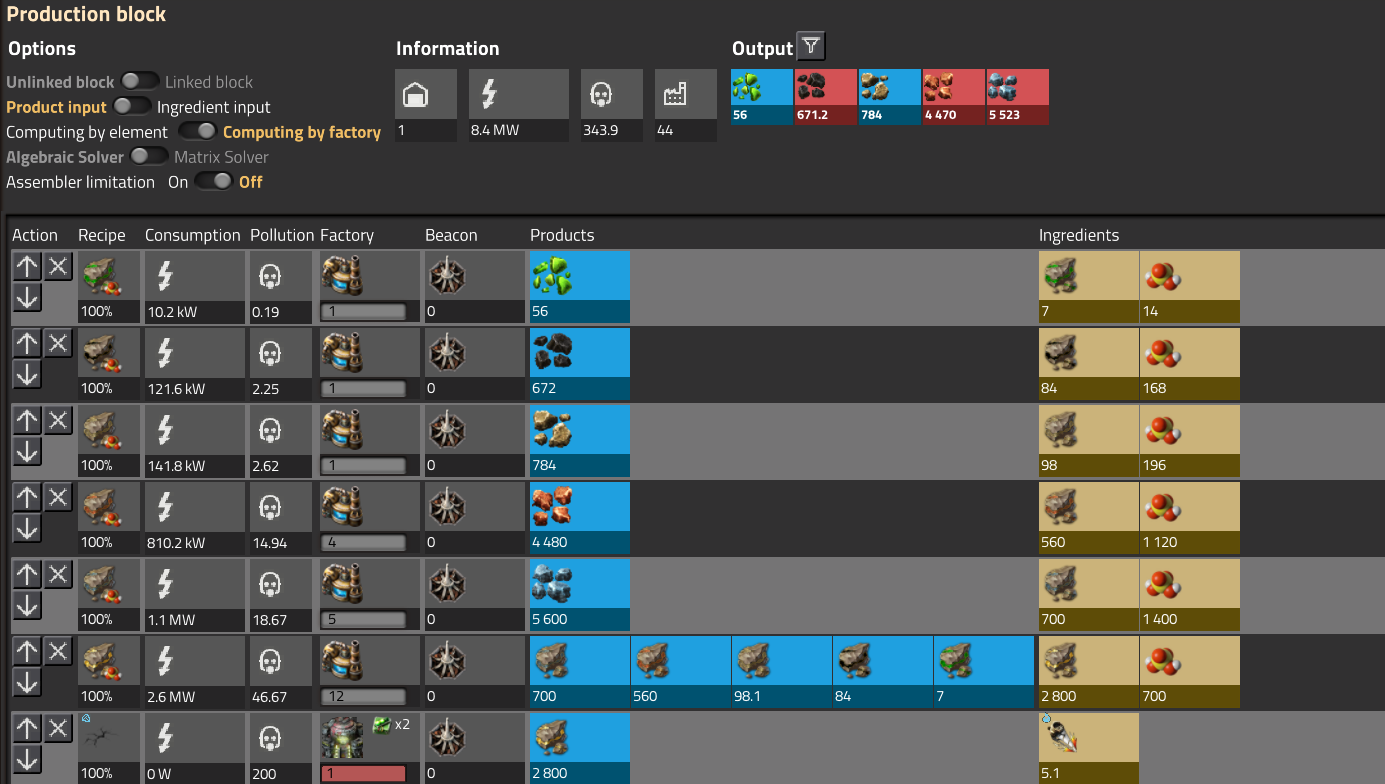 Production block
Options
Unlinked block Linked block
Product input Ingredient input
Computing by element Computing by factory
Algebraic Solver Matrix Solver
Assembler limitation On Off
Information
1 8.4 MW 343.9 44
Output
56 671.2 784 4 470 5 523
Action Recipe Consumption Pollution Factory Beacon Products Ingredients
100% 10.2 kW 0.19 1 0 56 7 14
100% 121.6 kW 2.25 1 0 672 84 168
100% 141.8 kW 2.62 1 0 784 98 196
100% 810.2 kW 14.94 4 0 4 480 560 1 120
100% 1.1 MW 18.67 5 0 5 600 700 1 400
100% 2.6 MW 46.67 12 0 700 560 98.1 84 7 2 800 700
x2
100% 0 W 200 1 0 2 800 5.1